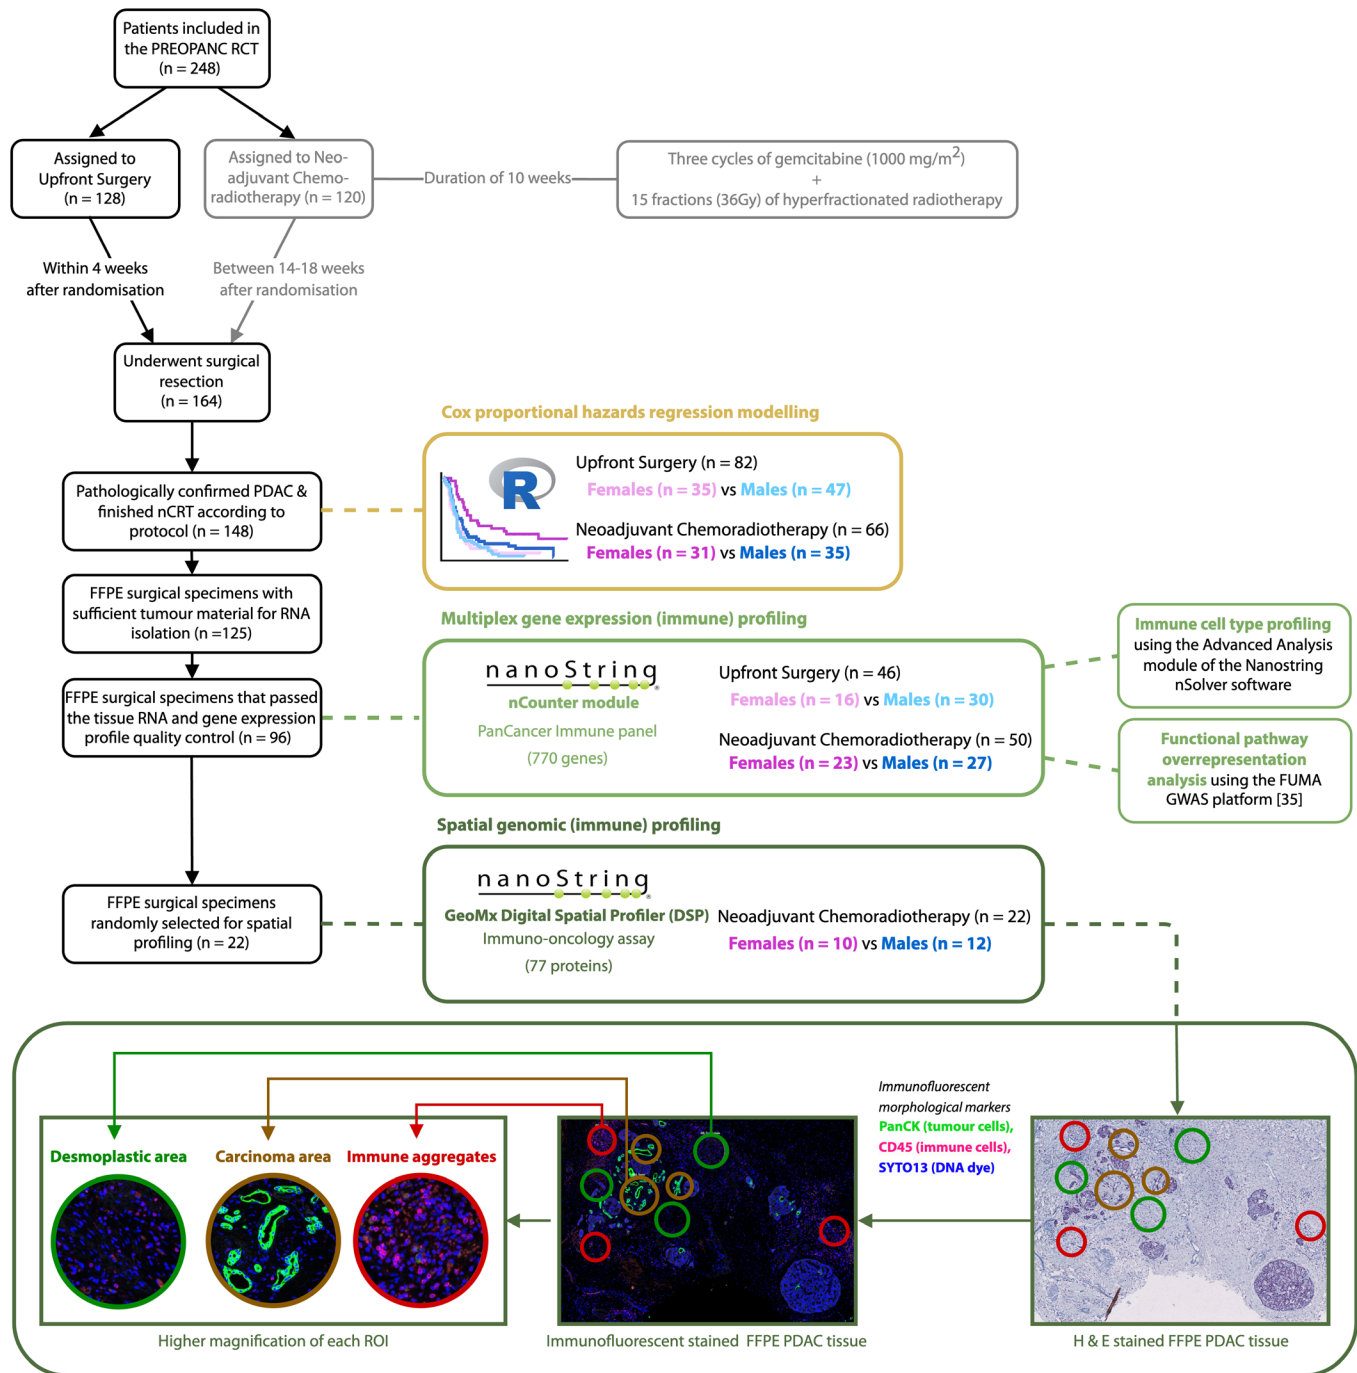 Patients included in
the PREOPANC RCT
(n = 248)
Assigned to
Upfront Surgery
(n = 128)
Assigned to Neo-
adjuvant Chemo-
radiotherapy (n = 120)
Duration of 10 weeks
Three cycles of gemcitabine (1000 mg/m²)
+
15 fractions (36Gy) of hyperfractionated radiotherapy
Within 4 weeks
after randomisation
Between 14-18 weeks
after randomisation
Underwent surgical
resection
(n = 164)
Cox proportional hazards regression modelling
Pathologically confirmed PDAC &
finished nCRT according to
protocol (n = 148)
R
Upfront Surgery (n = 82)
Females (n = 35) vs Males (n = 47)
Neoadjuvant Chemoradiotherapy (n = 66)
Females (n = 31) vs Males (n = 35)
FFPE surgical specimens with
sufficient tumour material for RNA
isolation (n =125)
Multiplex gene expression (immune) profiling
FFPE surgical specimens that passed
the tissue RNA and gene expression
profile quality control (n = 96)
nanoString
nCounter module
PanCancer Immune panel
(770 genes)
Upfront Surgery (n = 46)
Females (n = 16) vs Males (n = 30)
Neoadjuvant Chemoradiotherapy (n = 50)
Females (n = 23) vs Males (n = 27)
Immune cell type profiling
using the Advanced Analysis
module of the Nanostring
nSolver software
Functional pathway
overrepresentation
analysis using the FUMA
GWAS platform [35]
Spatial genomic (immune) profiling
FFPE surgical specimens
randomly selected for spatial
profiling (n = 22)
nanoString
GeoMx Digital Spatial Profiler (DSP)
Immuno-oncology assay
(77 proteins)
Neoadjuvant Chemoradiotherapy (n = 22)
Females (n = 10) vs Males (n = 12)
Immunofluorescent
morphological markers
PanCK (tumour cells),
CD45 (immune cells),
SYTO13 (DNA dye)
Desmoplastic area
Carcinoma area
Immune aggregates
Higher magnification of each ROI
Immunofluorescent stained FFPE PDAC tissue
H & E stained FFPE PDAC tissue